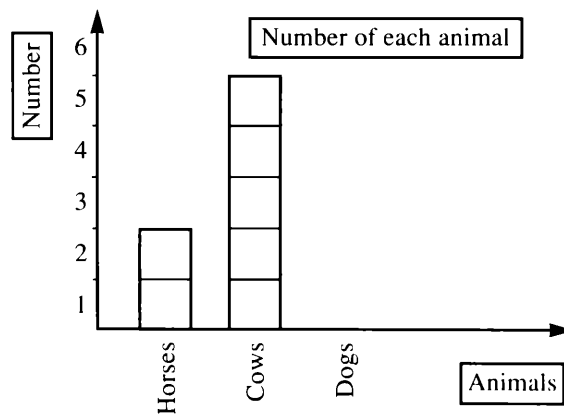 Number of each animal
Number
6
5
4
3
2
1
Horses
Cows
Dogs
Animals